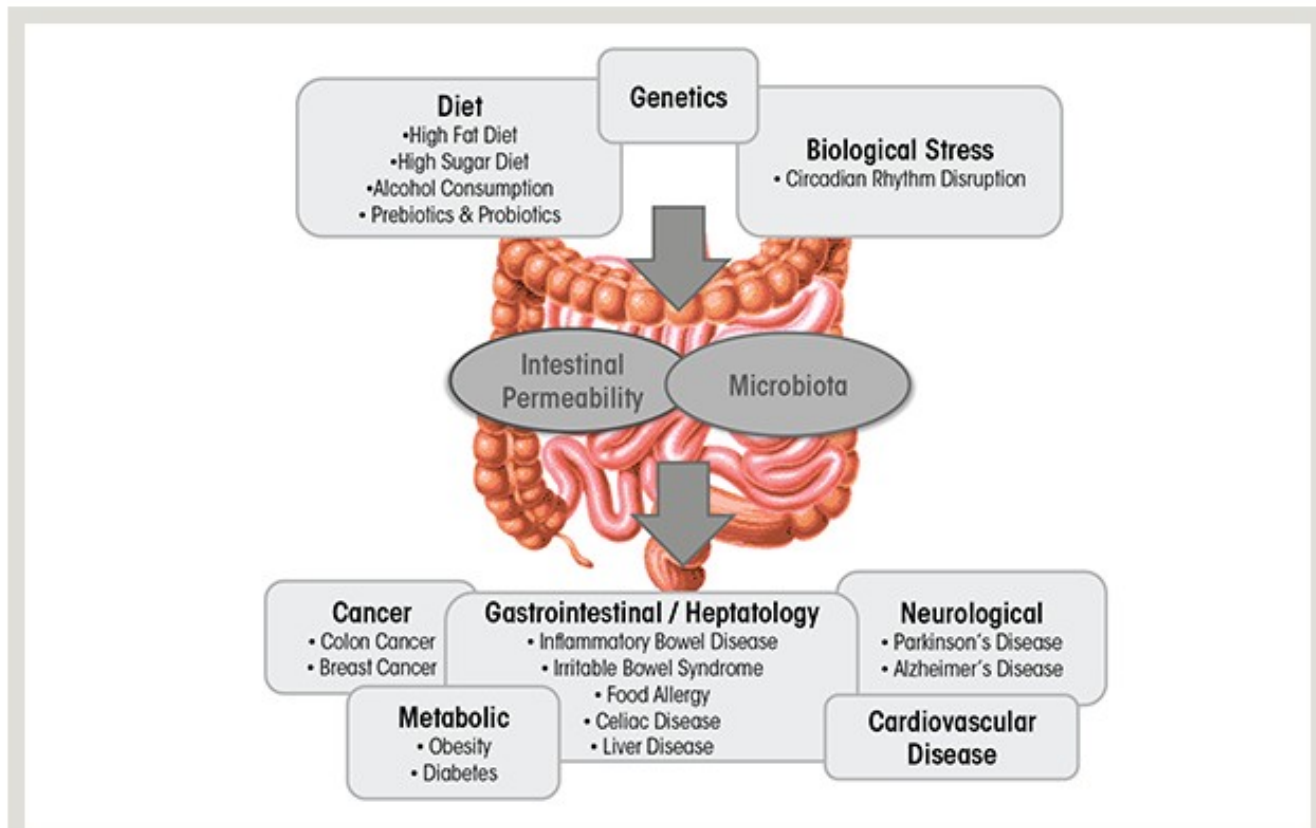 Genetics
Diet
•High Fat Diet
•High Sugar Diet
•Alcohol Consumption
• Prebiotics & Probiotics
Biological Stress
• Circadian Rhythm Disruption
Intestinal
Permeability
Microbiota
Cancer
• Colon Cancer
• Breast Cancer
Gastrointestinal / Heptatology
• Inflammatory Bowel Disease
• Irritable Bowel Syndrome
• Food Allergy
• Celiac Disease
• Liver Disease
Neurological
• Parkinson's Disease
• Alzheimer's Disease
Metabolic
• Obesity
• Diabetes
Cardiovascular
Disease